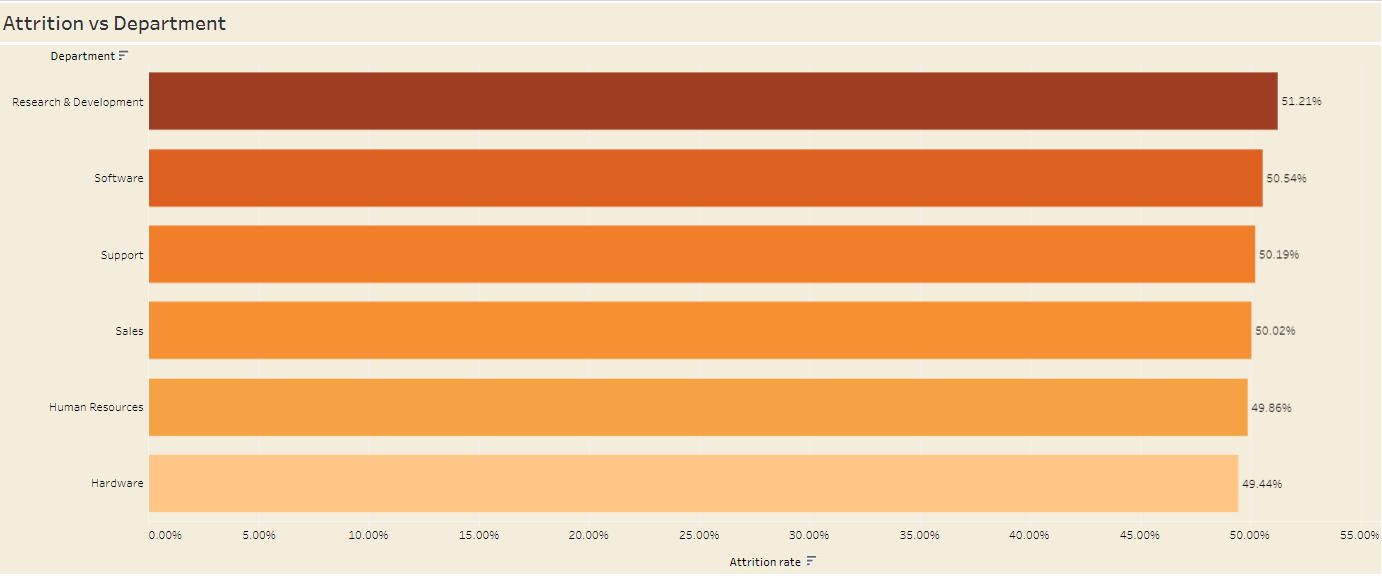 Attrition vs Department
Department
Research & Development
51.21%
Software
50.54%
Support
50.19%
Sales
50.02%
Human Resources
49.86%
Hardware
49.44%
0.00% 5.00% 10.00% 15.00% 20.00% 25.00% 30.00% 35.00% 40.00% 45.00% 50.00% 55.00%
Attrition rate